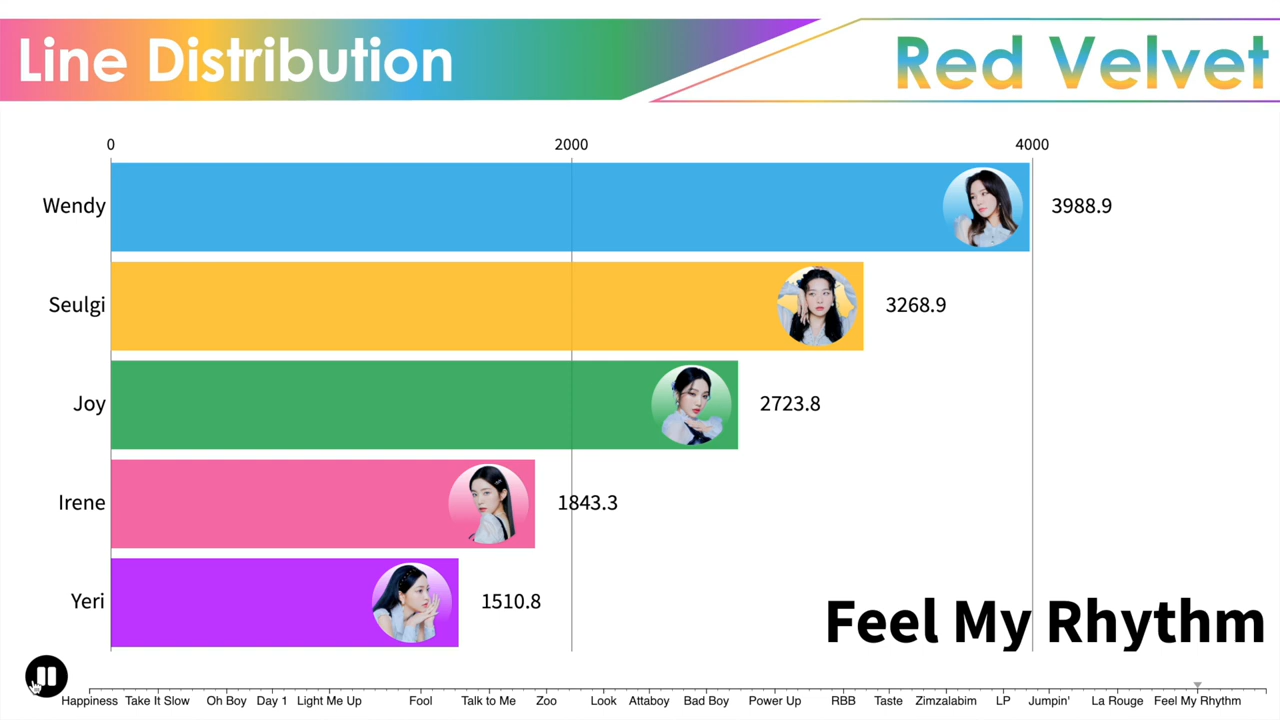 Line Distribution
Red Velvet
0 2000 4000
Wendy 3988.9
Seulgi 3268.9
Joy 2723.8
Irene 1843.3
Yeri 1510.8
Feel My Rhythm
Happiness Take It Slow Oh Boy Day 1 Light Me Up Fool Talk to Me Zoo Look Attaboy Bad Boy Power Up RBB Taste Zimzalabim LP Jumpin' La Rouge Feel My Rhythm